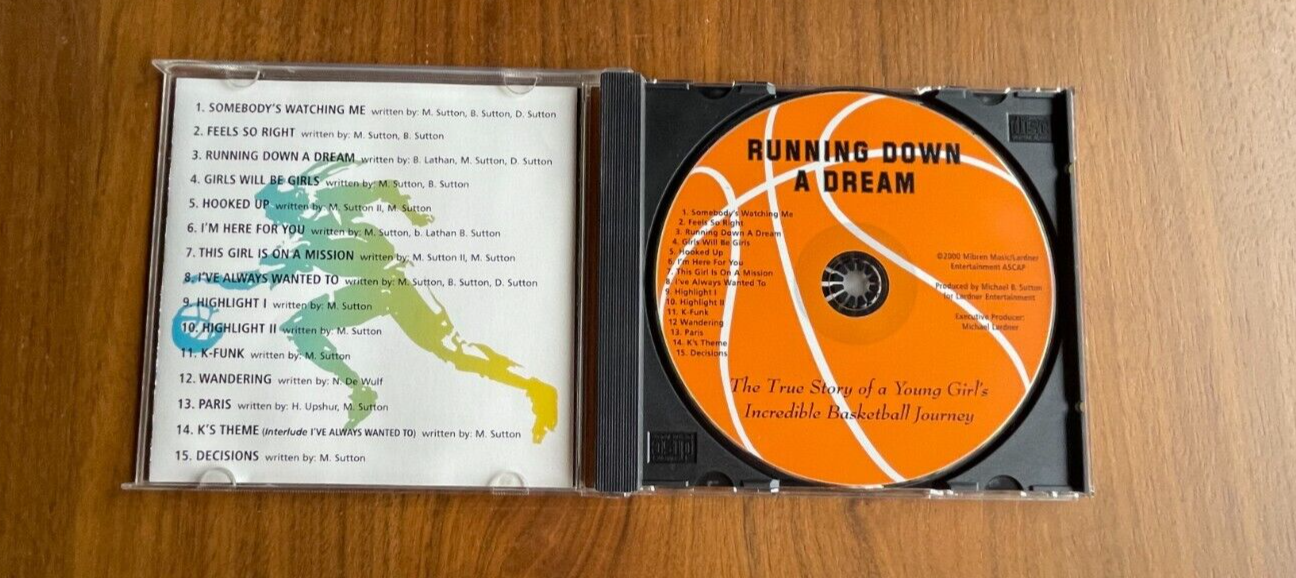 1. SOMEBODY'S WATCHING ME written by: M. Sutton, B. Sutton, D. Sutton
2. FEELS SO RIGHT written by: M. Sutton, B. Sutton
3. RUNNING DOWN A DREAM written by: B. Lathan, M. Sutton, D. Sutton
4. GIRLS WILL BE GIRLS written by: M. Sutton, B. Sutton
5. HOOKED UP written by: M. Sutton II, M. Sutton
6. I'M HERE FOR YOU written by: M. Sutton, b. Lathan B. Sutton
7. THIS GIRL IS ON A MISSION written by: M. Sutton II, M. Sutton
8. I'VE ALWAYS WANTED TO written by: M. Sutton, B. Sutton, D. Sutton
9. HIGHLIGHT I written by: M. Sutton
10. HIGHLIGHT II written by: M. Sutton
11. K-FUNK written by: M. Sutton
12. WANDERING written by: N. De Wulf
13. PARIS written by: H. Upshur, M. Sutton
14. K'S THEME (Interlude I'VE ALWAYS WANTED TO) written by: M. Sutton
15. DECISIONS written by: M. Sutton
RUNNING DOWN
A DREAM
1. Somebody's Watching Me
2. Feels So Right
3. Running Down A Dream
4. Girls Will Be Girls
5. Hooked Up
6. I'm Here For You
7. This Girl Is On A Mission
8. I've Always Wanted To
9. Highlight I
10. Highlight II
11. K-Funk
12 Wandering
13. Paris
14. K's Theme
15. Decisions
©2000 Mibren Music/Lardner
Entertainment ASCAP
Produced by Michael B. Sutton
for Lardner Entertainment
Executive Producer:
Michael Lardner
The True Story of a Young Girl's
Incredible Basketball Journey